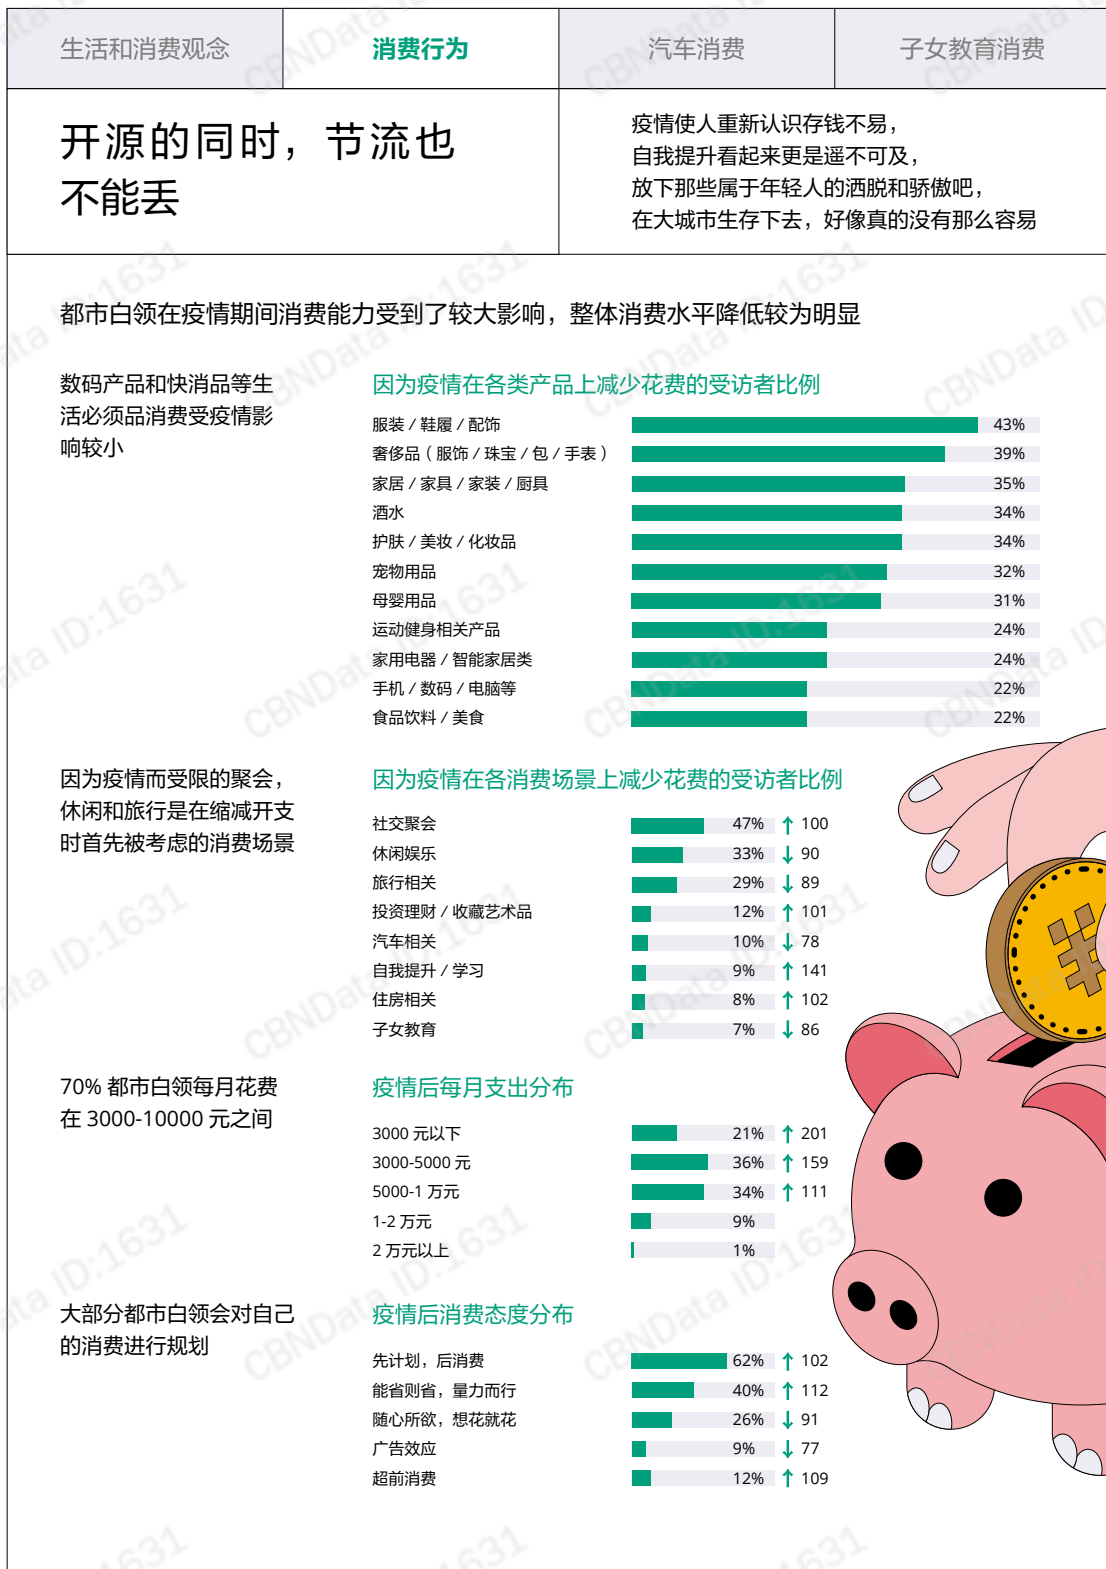 生活和消费观念
消费行为
汽车消费
子女教育消费
开源的同时，节流也
不能丢
疫情使人重新认识存钱不易，
自我提升看起来更是遥不可及，
放下那些属于年轻人的洒脱和骄傲吧，
在大城市生存下去，好像真的没有那么容易
都市白领在疫情期间消费能力受到了较大影响，整体消费水平降低较为明显
数码产品和快消品等生
活必须品消费受疫情影
响较小
因为疫情在各类产品上减少花费的受访者比例
服装 / 鞋履 / 配饰 43%
奢侈品（服饰 / 珠宝 / 包 / 手表） 39%
家居 / 家具 / 家装 / 厨具 35%
酒水 34%
护肤 / 美妆 / 化妆品 34%
宠物用品 32%
母婴用品 31%
运动健身相关产品 24%
家用电器 / 智能家居类 24%
手机 / 数码 / 电脑等 22%
食品饮料 / 美食 22%
因为疫情而受限的聚会，
休闲和旅行是在缩减开支
时首先被考虑的消费场景
因为疫情在各消费场景上减少花费的受访者比例
社交聚会 47% ↑ 100
休闲娱乐 33% ↓ 90
旅行相关 29% ↓ 89
投资理财 / 收藏艺术品 12% ↑ 101
汽车相关 10% ↓ 78
自我提升 / 学习 9% ↑ 141
住房相关 8% ↑ 102
子女教育 7% ↓ 86
70% 都市白领每月花费
在 3000-10000 元之间
疫情后每月支出分布
3000 元以下 21% ↑ 201
3000-5000 元 36% ↑ 159
5000-1 万元 34% ↑ 111
1-2 万元 9%
2 万元以上 1%
大部分都市白领会对自己
的消费进行规划
疫情后消费态度分布
先计划，后消费 62% ↑ 102
能省则省，量力而行 40% ↑ 112
随心所欲，想花就花 26% ↓ 91
广告效应 9% ↓ 77
超前消费 12% ↑ 109
CBNData ID:1631